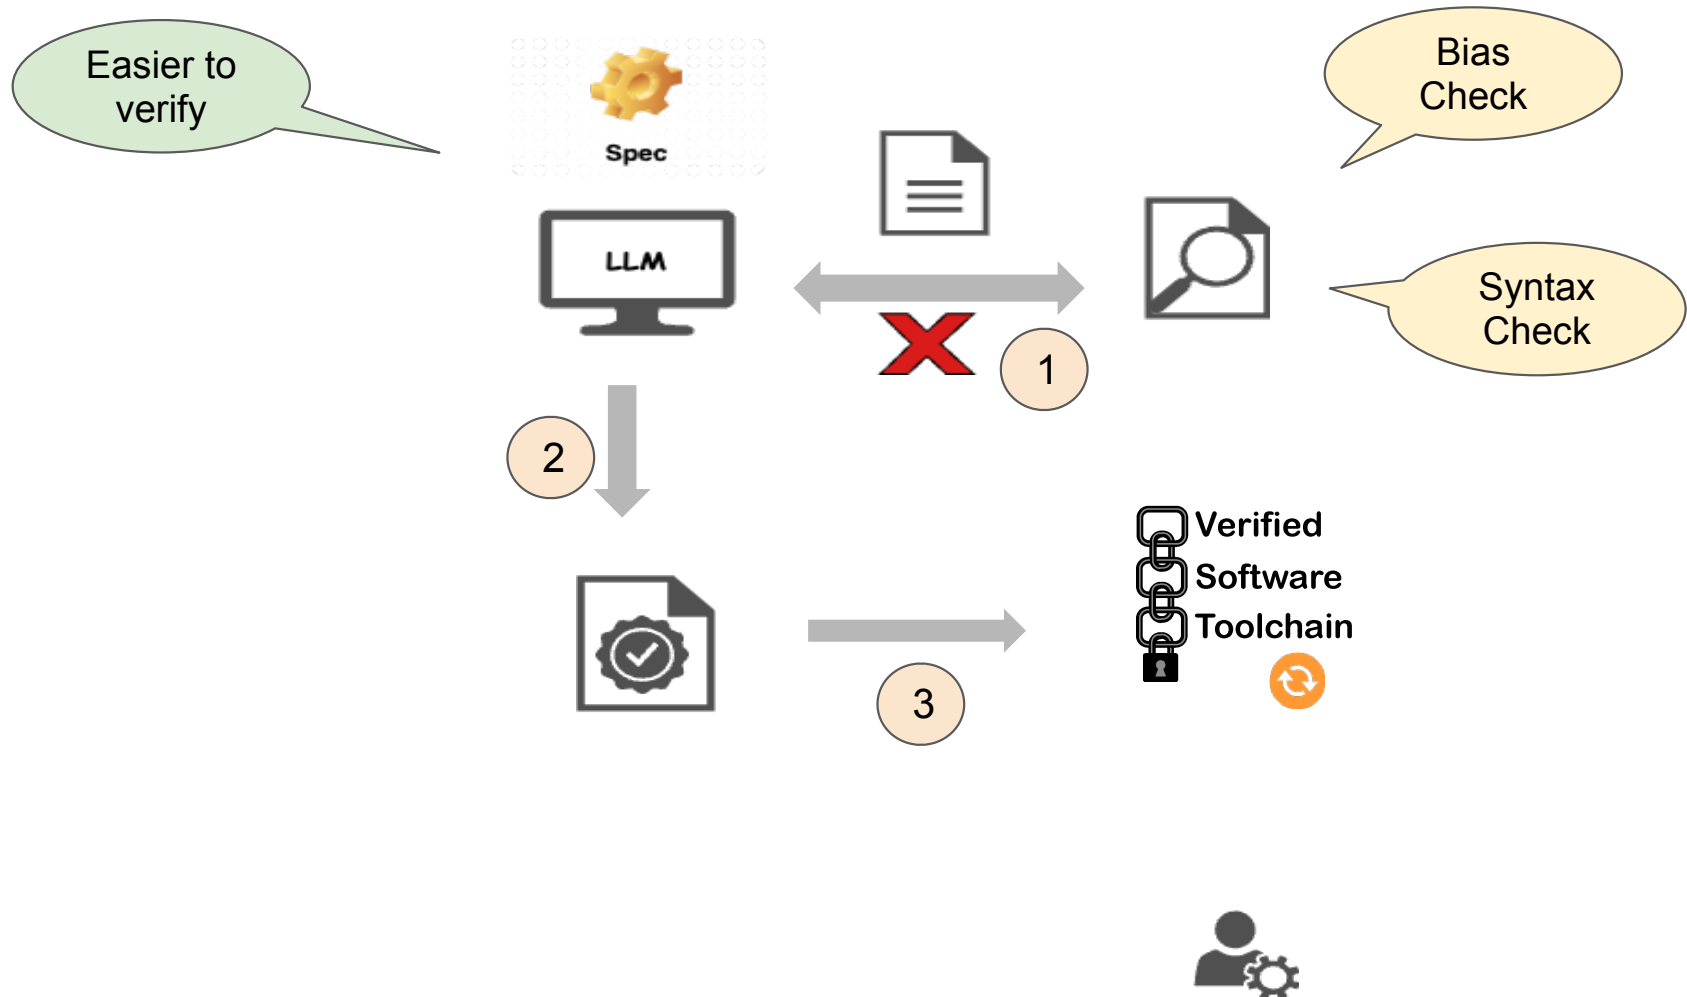 Easier to
verify
Spec
LLM
Bias
Check
Syntax
Check
1
2
3
Verified
Software
Toolchain